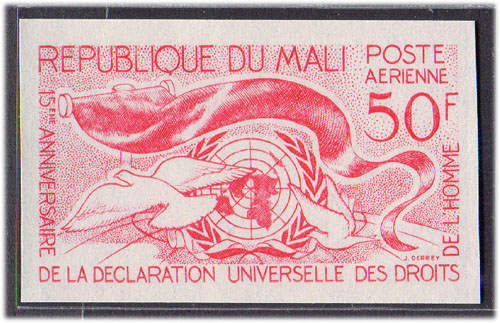 REPUBLIQUE DU MALI
POSTE
AERIENNE
50F
15EME ANNIVERSAIRE
DE LA DECLARATION UNIVERSELLE DES DROITS
DE L'HOMME
J. DERREY